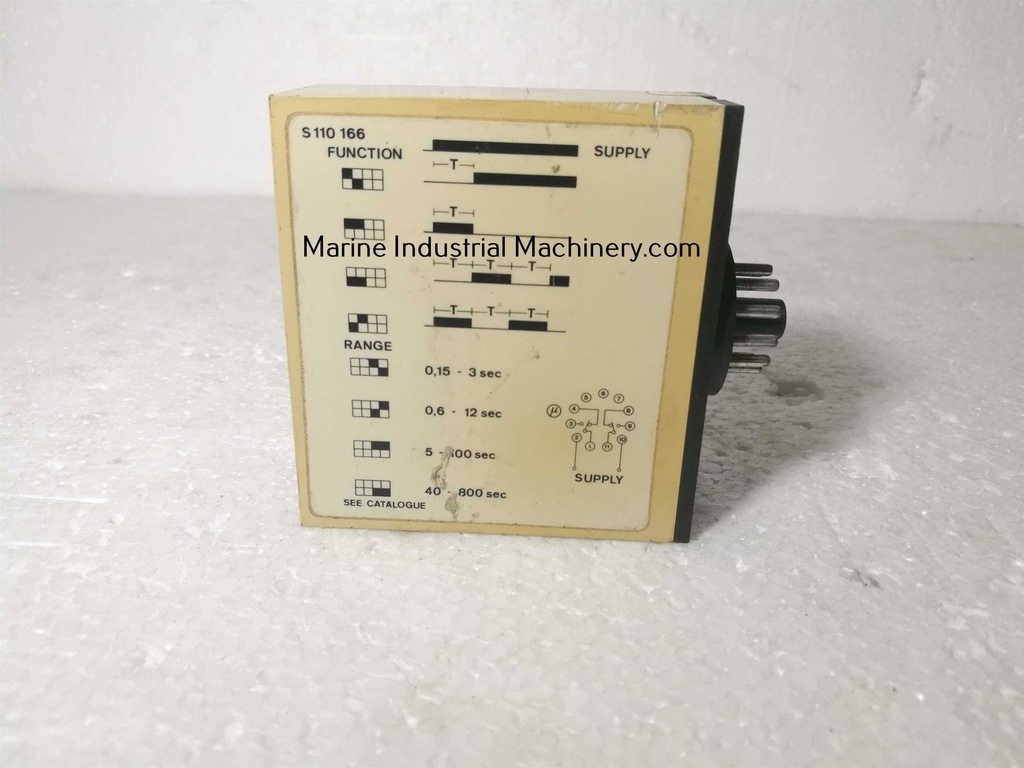 S 110 166
FUNCTION
SUPPLY
T
T
Marine Industrial Machinery.com
T T T
T T T
RANGE
0,15 - 3 sec
0,6 - 12 sec
5 - 100 sec
40 - 800 sec
SEE CATALOGUE
μ
6
5 7
4 8
3 9
2 10
1 11
SUPPLY